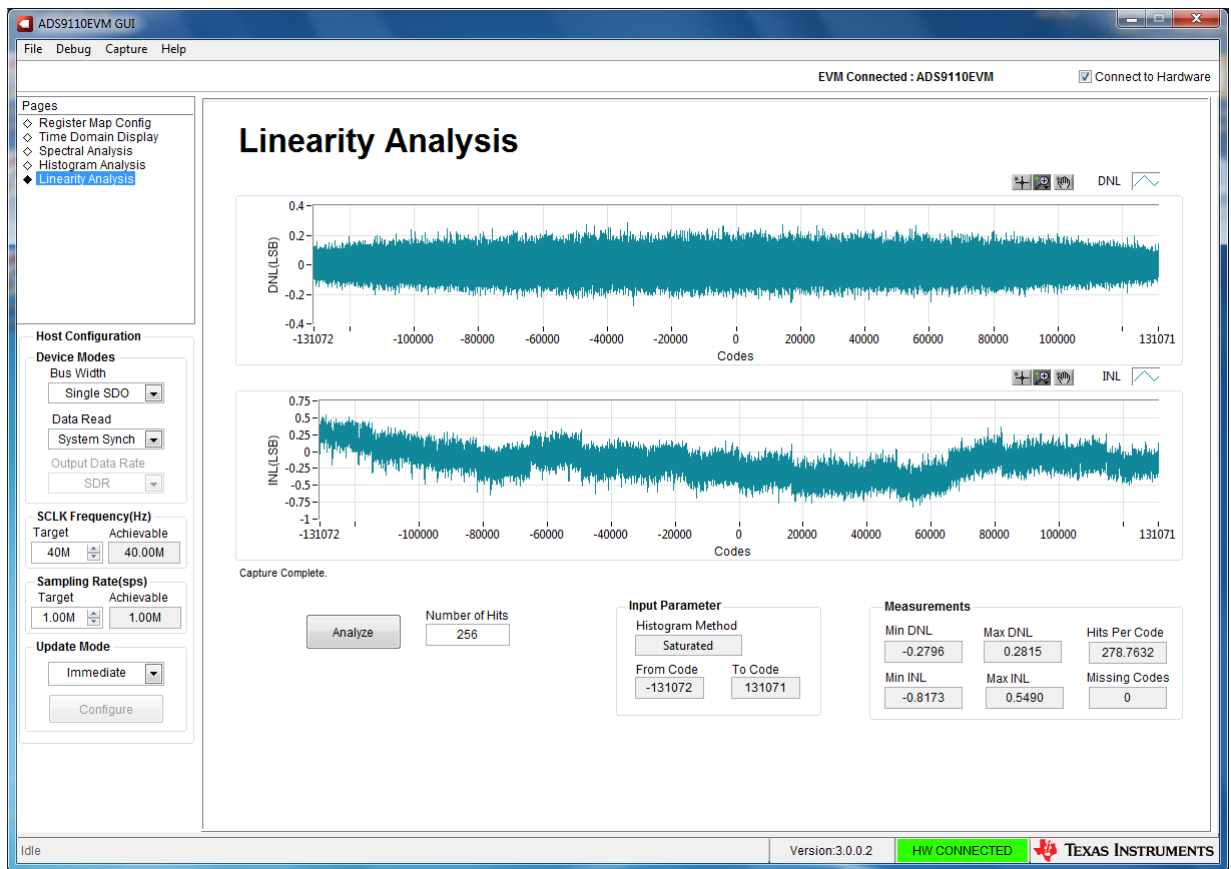 ADS9110EVM GUI
File Debug Capture Help
EVM Connected : ADS9110EVM
Connect to Hardware
Pages
Register Map Config
Time Domain Display
Spectral Analysis
Histogram Analysis
Linearity Analysis
Host Configuration
Device Modes
Bus Width
Single SDO
Data Read
System Synch
Output Data Rate
SDR
SCLK Frequency(Hz)
Target Achievable
40M 40.00M
Sampling Rate(sps)
Target Achievable
1.00M 1.00M
Update Mode
Immediate
Configure
Linearity Analysis
DNL
DNL(LSB)
0.4
0.2
0
-0.2
-0.4
-131072 -100000 -80000 -60000 -40000 -20000 0 20000 40000 60000 80000 100000 131071
Codes
INL
INL(LSB)
0.75
0.5
0.25
0
-0.25
-0.5
-0.75
-1
-131072 -100000 -80000 -60000 -40000 -20000 0 20000 40000 60000 80000 100000 131071
Codes
Capture Complete.
Analyze
Number of Hits
256
Input Parameter
Histogram Method
Saturated
From Code To Code
-131072 131071
Measurements
Min DNL Max DNL Hits Per Code
-0.2796 0.2815 278.7632
Min INL Max INL Missing Codes
-0.8173 0.5490 0
Idle
Version:3.0.0.2
HW CONNECTED
TEXAS INSTRUMENTS